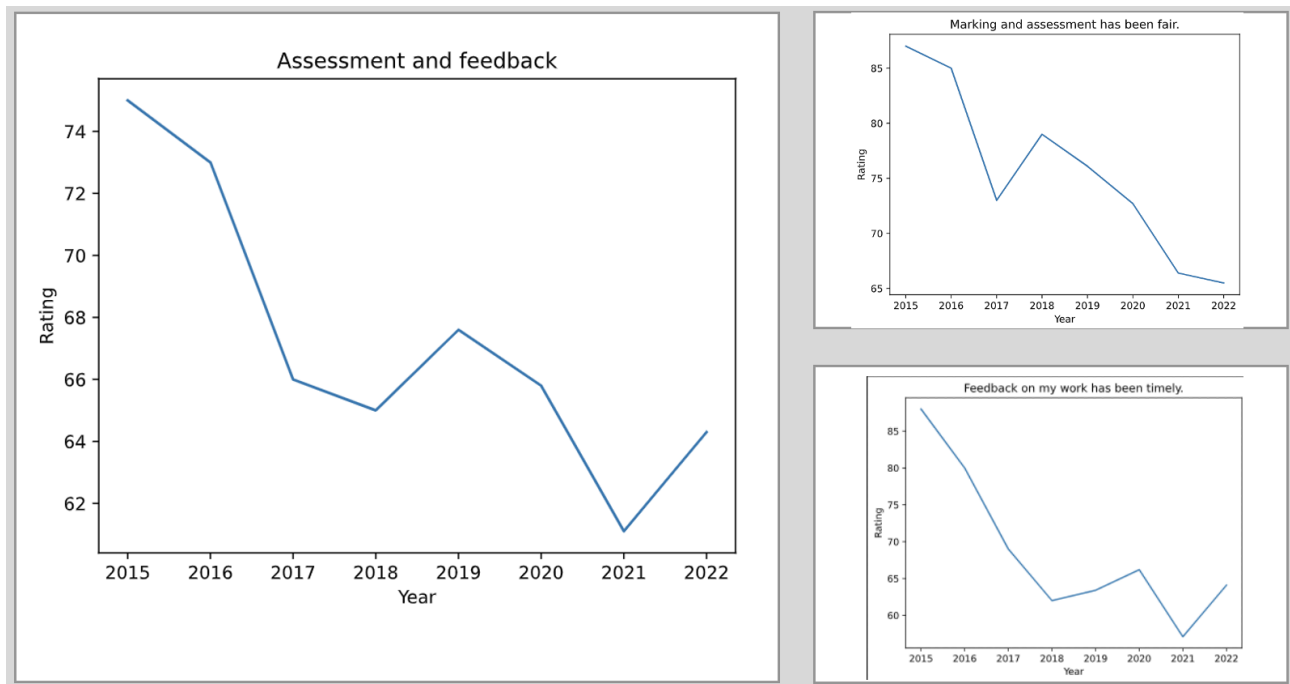 Assessment and feedback
74
72
70
68
66
64
62
Rating
2015 2016 2017 2018 2019 2020 2021 2022
Year
Marking and assessment has been fair.
85
80
75
70
65
Rating
2015 2016 2017 2018 2019 2020 2021 2022
Year
Feedback on my work has been timely.
85
80
75
70
65
60
Rating
2015 2016 2017 2018 2019 2020 2021 2022
Year